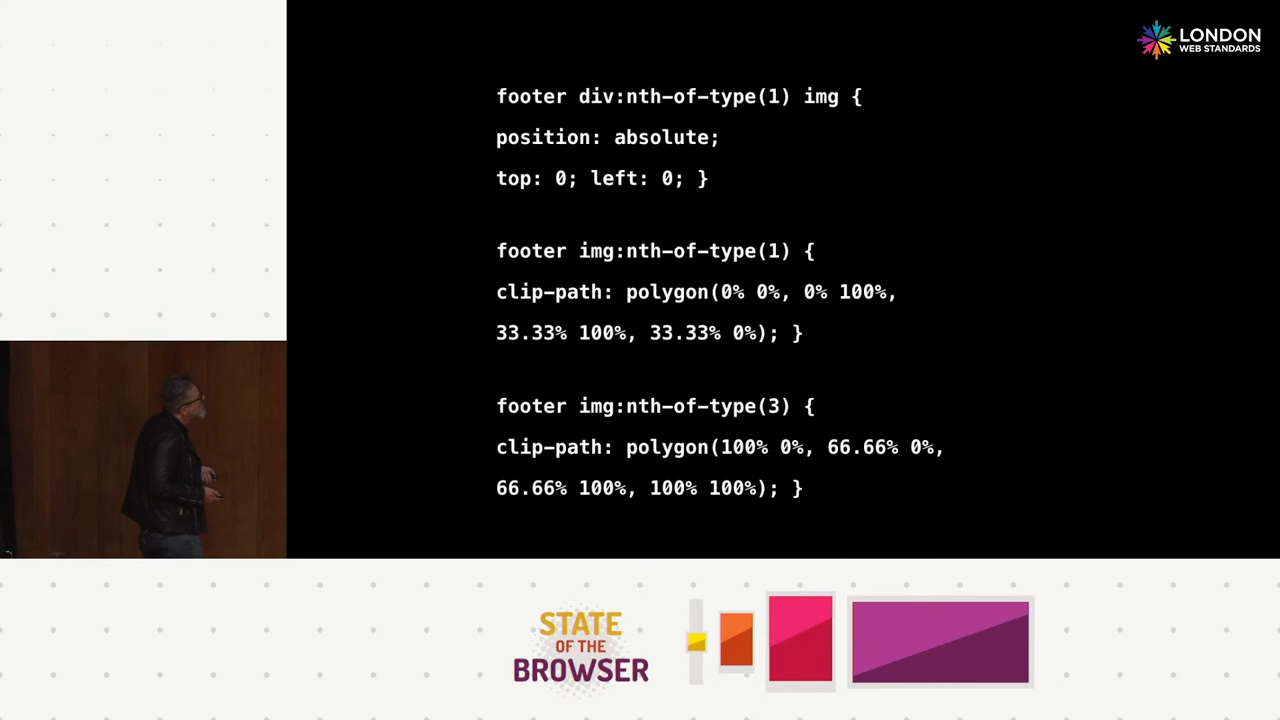 LONDON
WEB STANDARDS
footer div:nth-of-type(1) img {
position: absolute;
top: 0; left: 0; }
footer img:nth-of-type(1) {
clip-path: polygon(0% 0%, 0% 100%,
33.33% 100%, 33.33% 0%); }
footer img:nth-of-type(3) {
clip-path: polygon(100% 0%, 66.66% 0%,
66.66% 100%, 100% 100%); }
STATE
OF THE
BROWSER